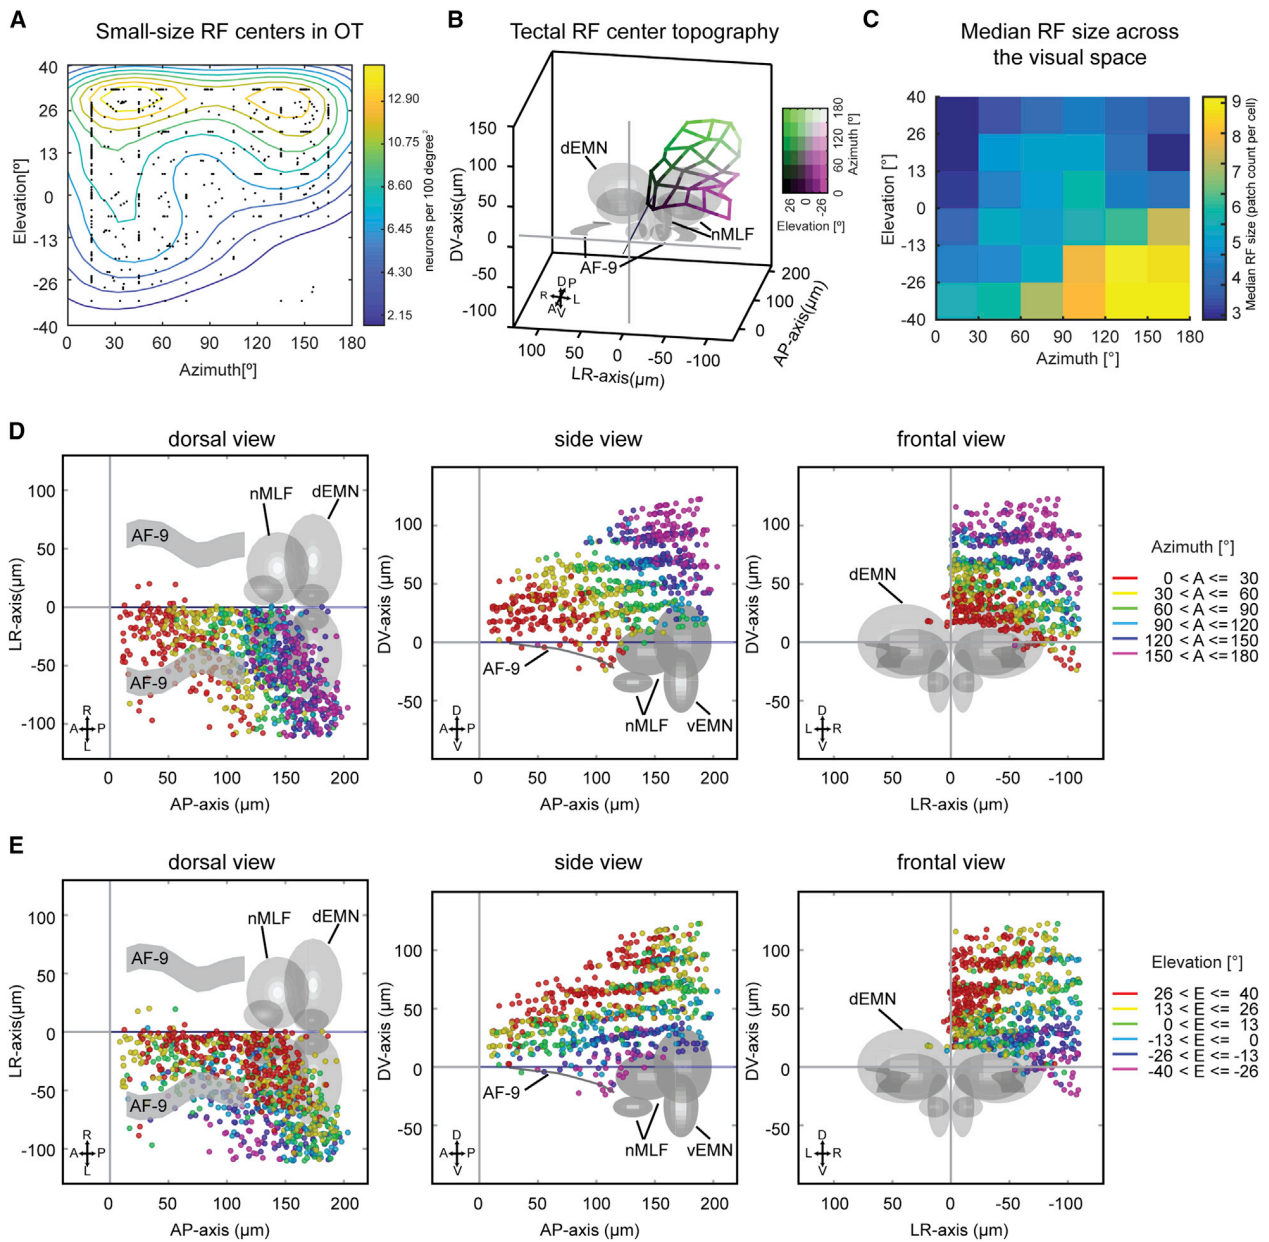 A
Small-size RF centers in OT
40
26
13
0
-13
-26
-40
Elevation[º]
0 30 60 90 120 150 180
Azimuth[º]
12.90
10.75
8.60
6.45
4.30
2.15
neurons per 100 degree²
B
Tectal RF center topography
150
100
50
0
-50
-100
DV-axis(µm)
dEMN
nMLF
AF-9
D P
R L
A V
100 50 0 -50 -100
LR-axis(µm)
200
100
0
AP-axis(µm)
0 60 120 180
Azimuth [º]
26 0 -26
Elevation [º]
C
Median RF size across
the visual space
40
26
13
0
-13
-26
-40
Elevation [°]
0 30 60 90 120 150 180
Azimuth [°]
9
8
7
6
5
4
3
Median RF size (patch count per cell)
D
dorsal view
100
50
0
-50
-100
LR-axis(µm)
nMLF
dEMN
AF-9
AF-9
R
A P
L
0 50 100 150 200
AP-axis (µm)
side view
100
50
0
-50
DV-axis (µm)
AF-9
nMLF
vEMN
D
A P
V
0 50 100 150 200
AP-axis (µm)
frontal view
100
50
0
-50
DV-axis (µm)
dEMN
D
L R
V
100 50 0 -50 -100
LR-axis (µm)
Azimuth [°]
0 < A <= 30
30 < A <= 60
60 < A <= 90
90 < A <= 120
120 < A <= 150
150 < A <= 180
E
dorsal view
100
50
0
-50
-100
LR-axis(µm)
nMLF
dEMN
AF-9
AF-9
R
A P
L
0 50 100 150 200
AP-axis (µm)
side view
100
50
0
-50
DV-axis (µm)
AF-9
nMLF
vEMN
D
A P
V
0 50 100 150 200
AP-axis (µm)
frontal view
100
50
0
-50
DV-axis (µm)
dEMN
D
L R
V
100 50 0 -50 -100
LR-axis (µm)
Elevation [°]
26 < E <= 40
13 < E <= 26
0 < E <= 13
-13 < E <= 0
-26 < E <= -13
-40 < E <= -26